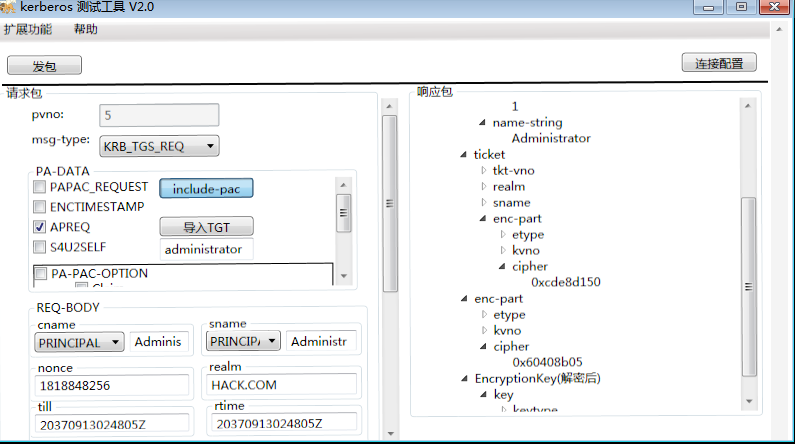 kerberos 测试工具 V2.0
扩展功能 帮助
发包
连接配置
请求包
pvno: 5
msg-type: KRB_TGS_REQ
PA-DATA
PAPAC_REQUEST include-pac
ENCTIMESTAMP
APREQ 导入TGT
S4U2SELF administrator
PA-PAC-OPTION
REQ-BODY
cname
PRINCIPAL Adminis
sname
PRINCIP Administr
nonce
1818848256
realm
HACK.COM
till
20370913024805Z
rtime
20370913024805Z
响应包
1
name-string
Administrator
ticket
tkt-vno
realm
sname
enc-part
etype
kvno
cipher
0xcde8d150
enc-part
etype
kvno
cipher
0x60408b05
EncryptionKey(解密后)
key
keytype